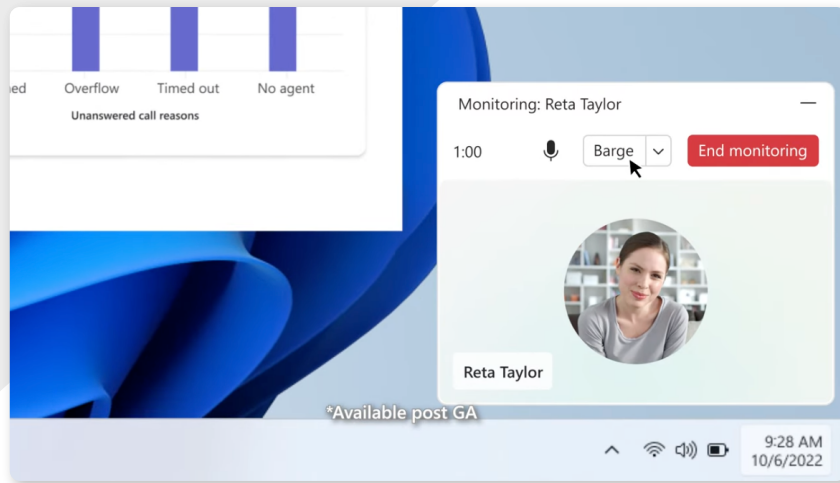 Overflow
Timed out
No agent
Unanswered call reasons
Monitoring: Reta Taylor
1:00
Barge
End monitoring
Reta Taylor
*Available post GA
9:28 AM
10/6/2022